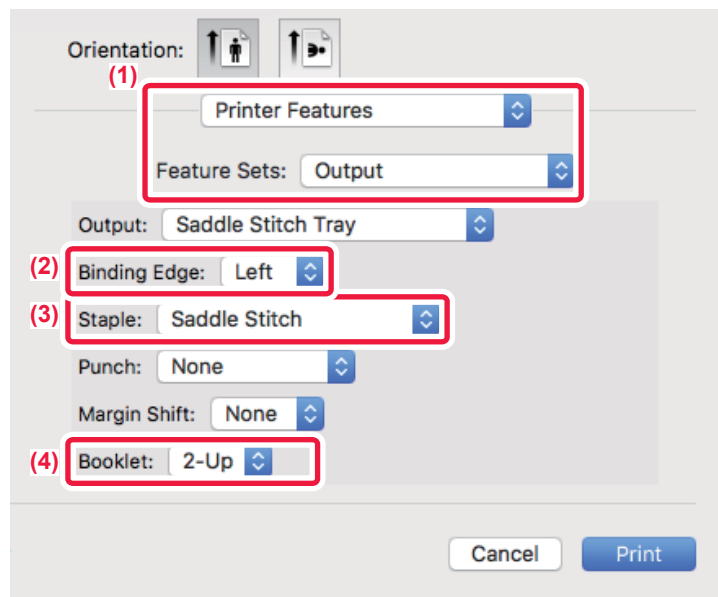 Orientation:
(1)
Printer Features
Feature Sets: Output
Output: Saddle Stitch Tray
(2) Binding Edge: Left
(3) Staple: Saddle Stitch
Punch: None
Margin Shift: None
(4) Booklet: 2-Up
Cancel Print